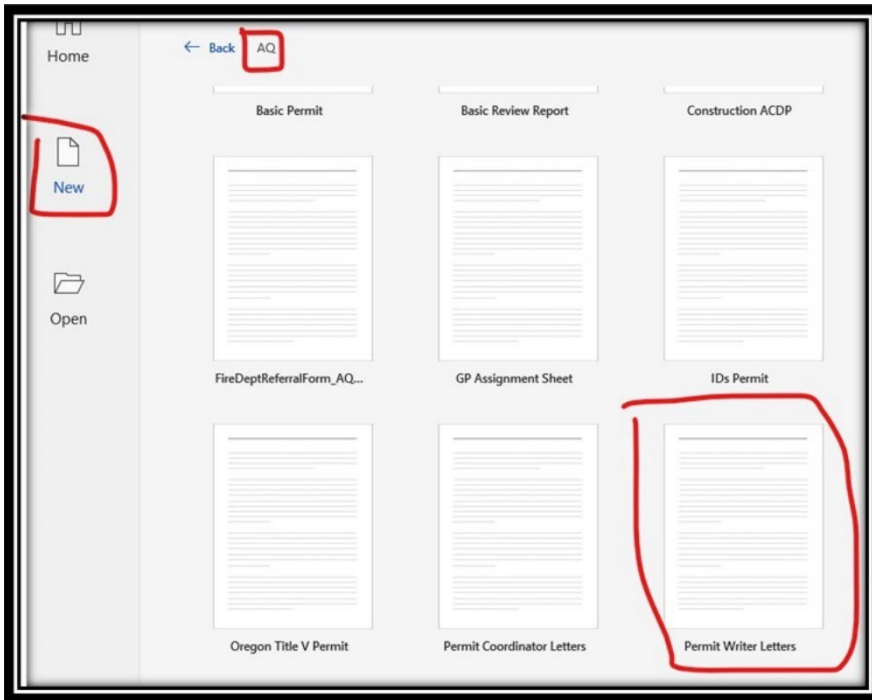 Home
← Back AQ
Basic Permit Basic Review Report Construction ACDP
New
FireDeptReferralForm_AQ... GP Assignment Sheet IDs Permit
Open
Oregon Title V Permit Permit Coordinator Letters Permit Writer Letters